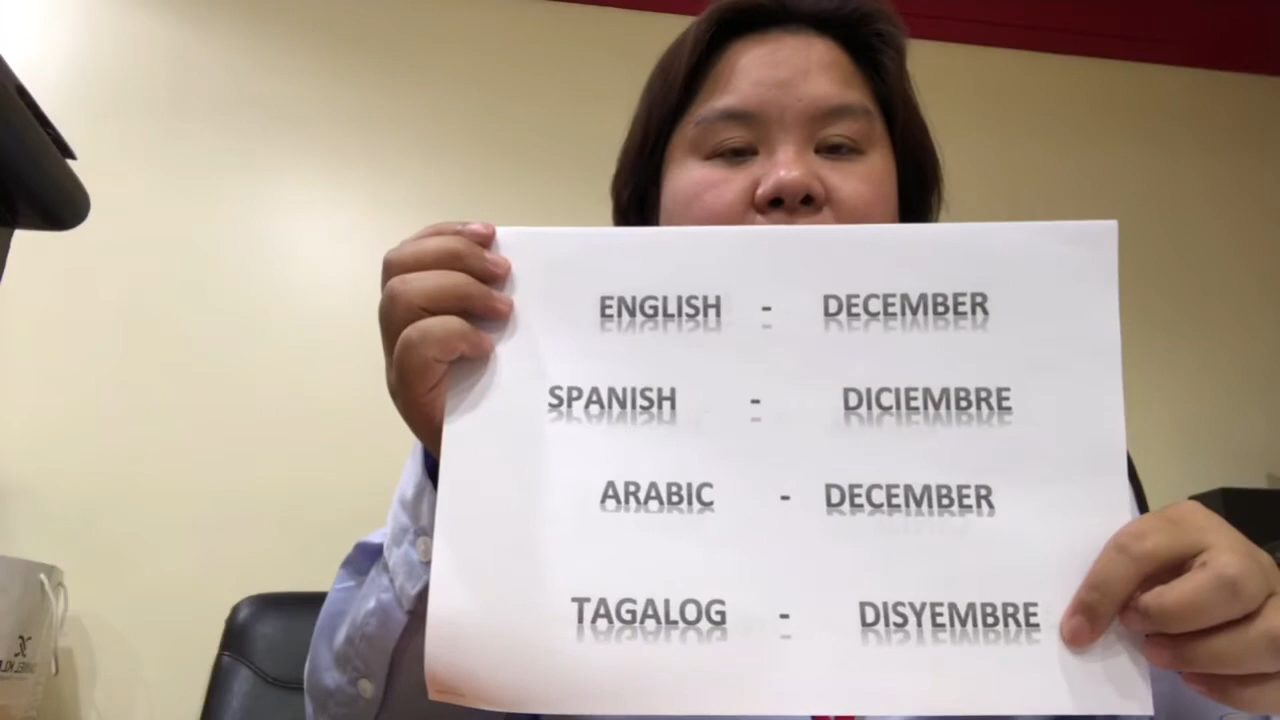 ENGLISH - DECEMBER
SPANISH - DICIEMBRE
ARABIC - DECEMBER
TAGALOG - DISYEMBRE